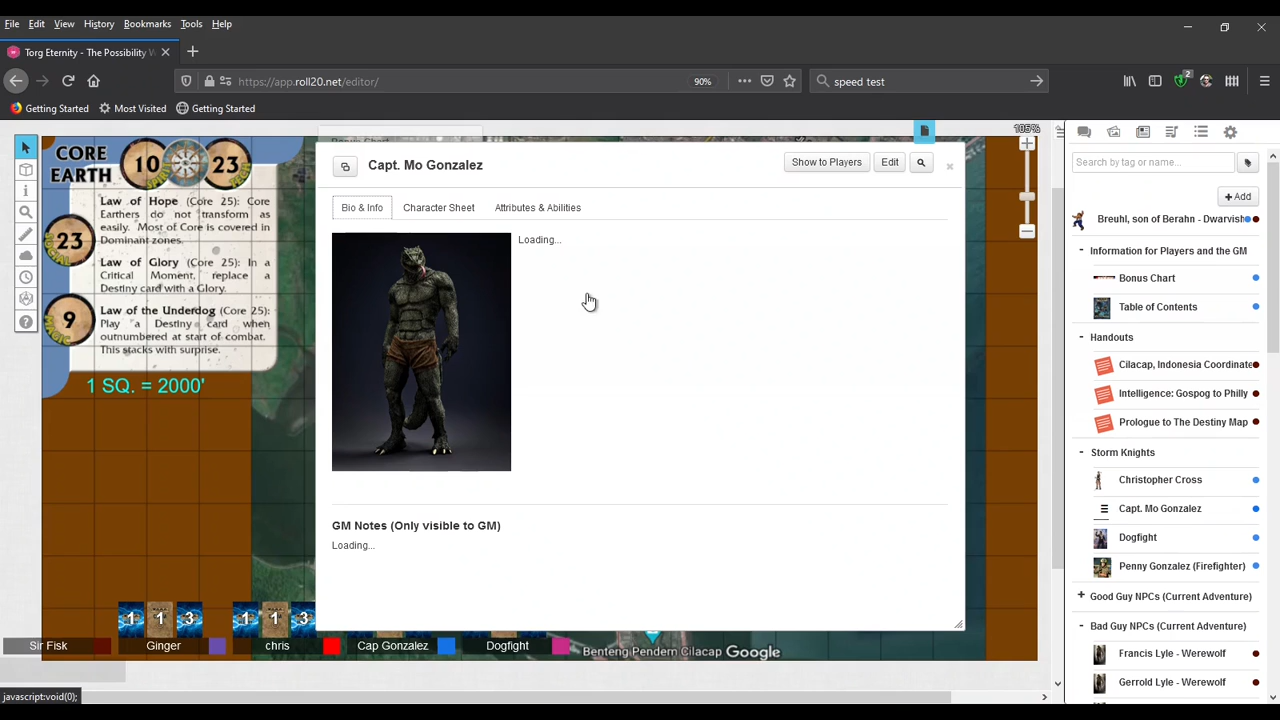 File Edit View History Bookmarks Tools Help
Torg Eternity - The Possibility W
https://app.roll20.net/editor/
90%
speed test
2
Getting Started Most Visited Getting Started
CORE EARTH
10 23
Law of Hope (Core 25): Core
Earthers do not transform as
easily. Most of Core is covered in
Dominant zones.
23
Law of Glory (Core 25): In a
Critical Moment, replace a
Destiny card with a Glory.
9
Law of the Underdog (Core 25):
Play a Destiny card when
outnumbered at start of combat.
This stacks with surprise.
1 SQ. = 2000'
105%
Capt. Mo Gonzalez
Show to Players Edit
Bio & Info Character Sheet Attributes & Abilities
Loading...
GM Notes (Only visible to GM)
Loading...
1 1 3 1 1 3
Sir Fisk Ginger chris Cap Gonzalez Dogfight
Benteng Pendem Cilacap Google
javascript:void(0);
Search by tag or name...
+ Add
Breuhl, son of Berahn - Dwarvish
- Information for Players and the GM
Bonus Chart
Table of Contents
- Handouts
Cilacap, Indonesia Coordinate
Intelligence: Gospog to Philly
Prologue to The Destiny Map
- Storm Knights
Christopher Cross
Capt. Mo Gonzalez
Dogfight
Penny Gonzalez (Firefighter)
+ Good Guy NPCs (Current Adventure)
- Bad Guy NPCs (Current Adventure)
Francis Lyle - Werewolf
Gerrold Lyle - Werewolf